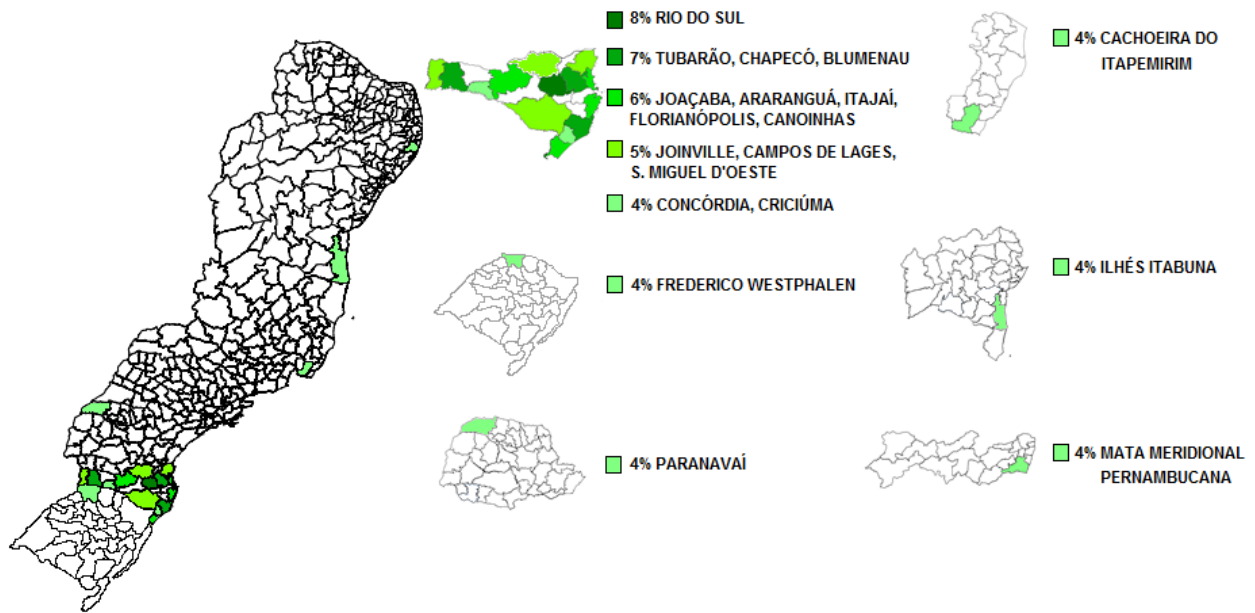 8% RIO DO SUL
7% TUBARÃO, CHAPECÓ, BLUMENAU
6% JOAÇABA, ARARANGUÁ, ITAJAÍ,
FLORIANÓPOLIS, CANOINHAS
5% JOINVILLE, CAMPOS DE LAGES,
S. MIGUEL D'OESTE
4% CONCÓRDIA, CRICIÚMA
4% FREDERICO WESTPHALEN
4% PARANAVAÍ
4% CACHOEIRA DO
ITAPEMIRIM
4% ILHÉS ITABUNA
4% MATA MERIDIONAL
PERNAMBUCANA